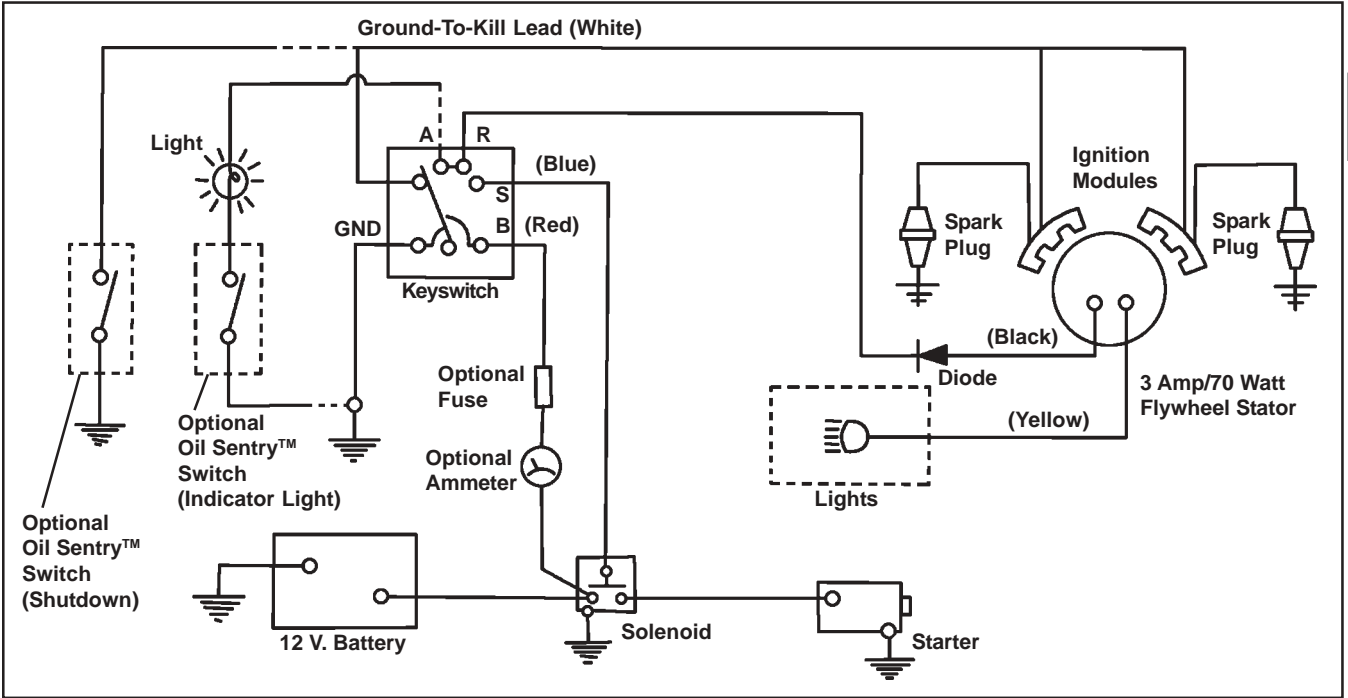 Ground-To-Kill Lead (White)
Light
A
R
(Blue)
S
GND
B
(Red)
Keyswitch
Ignition
Modules
Spark
Plug
Spark
Plug
(Black)
Diode
3 Amp/70 Watt
Flywheel Stator
(Yellow)
Lights
Optional
Fuse
Optional
Ammeter
Optional
Oil Sentry™
Switch
(Indicator Light)
Optional
Oil Sentry™
Switch
(Shutdown)
12 V. Battery
Solenoid
Starter